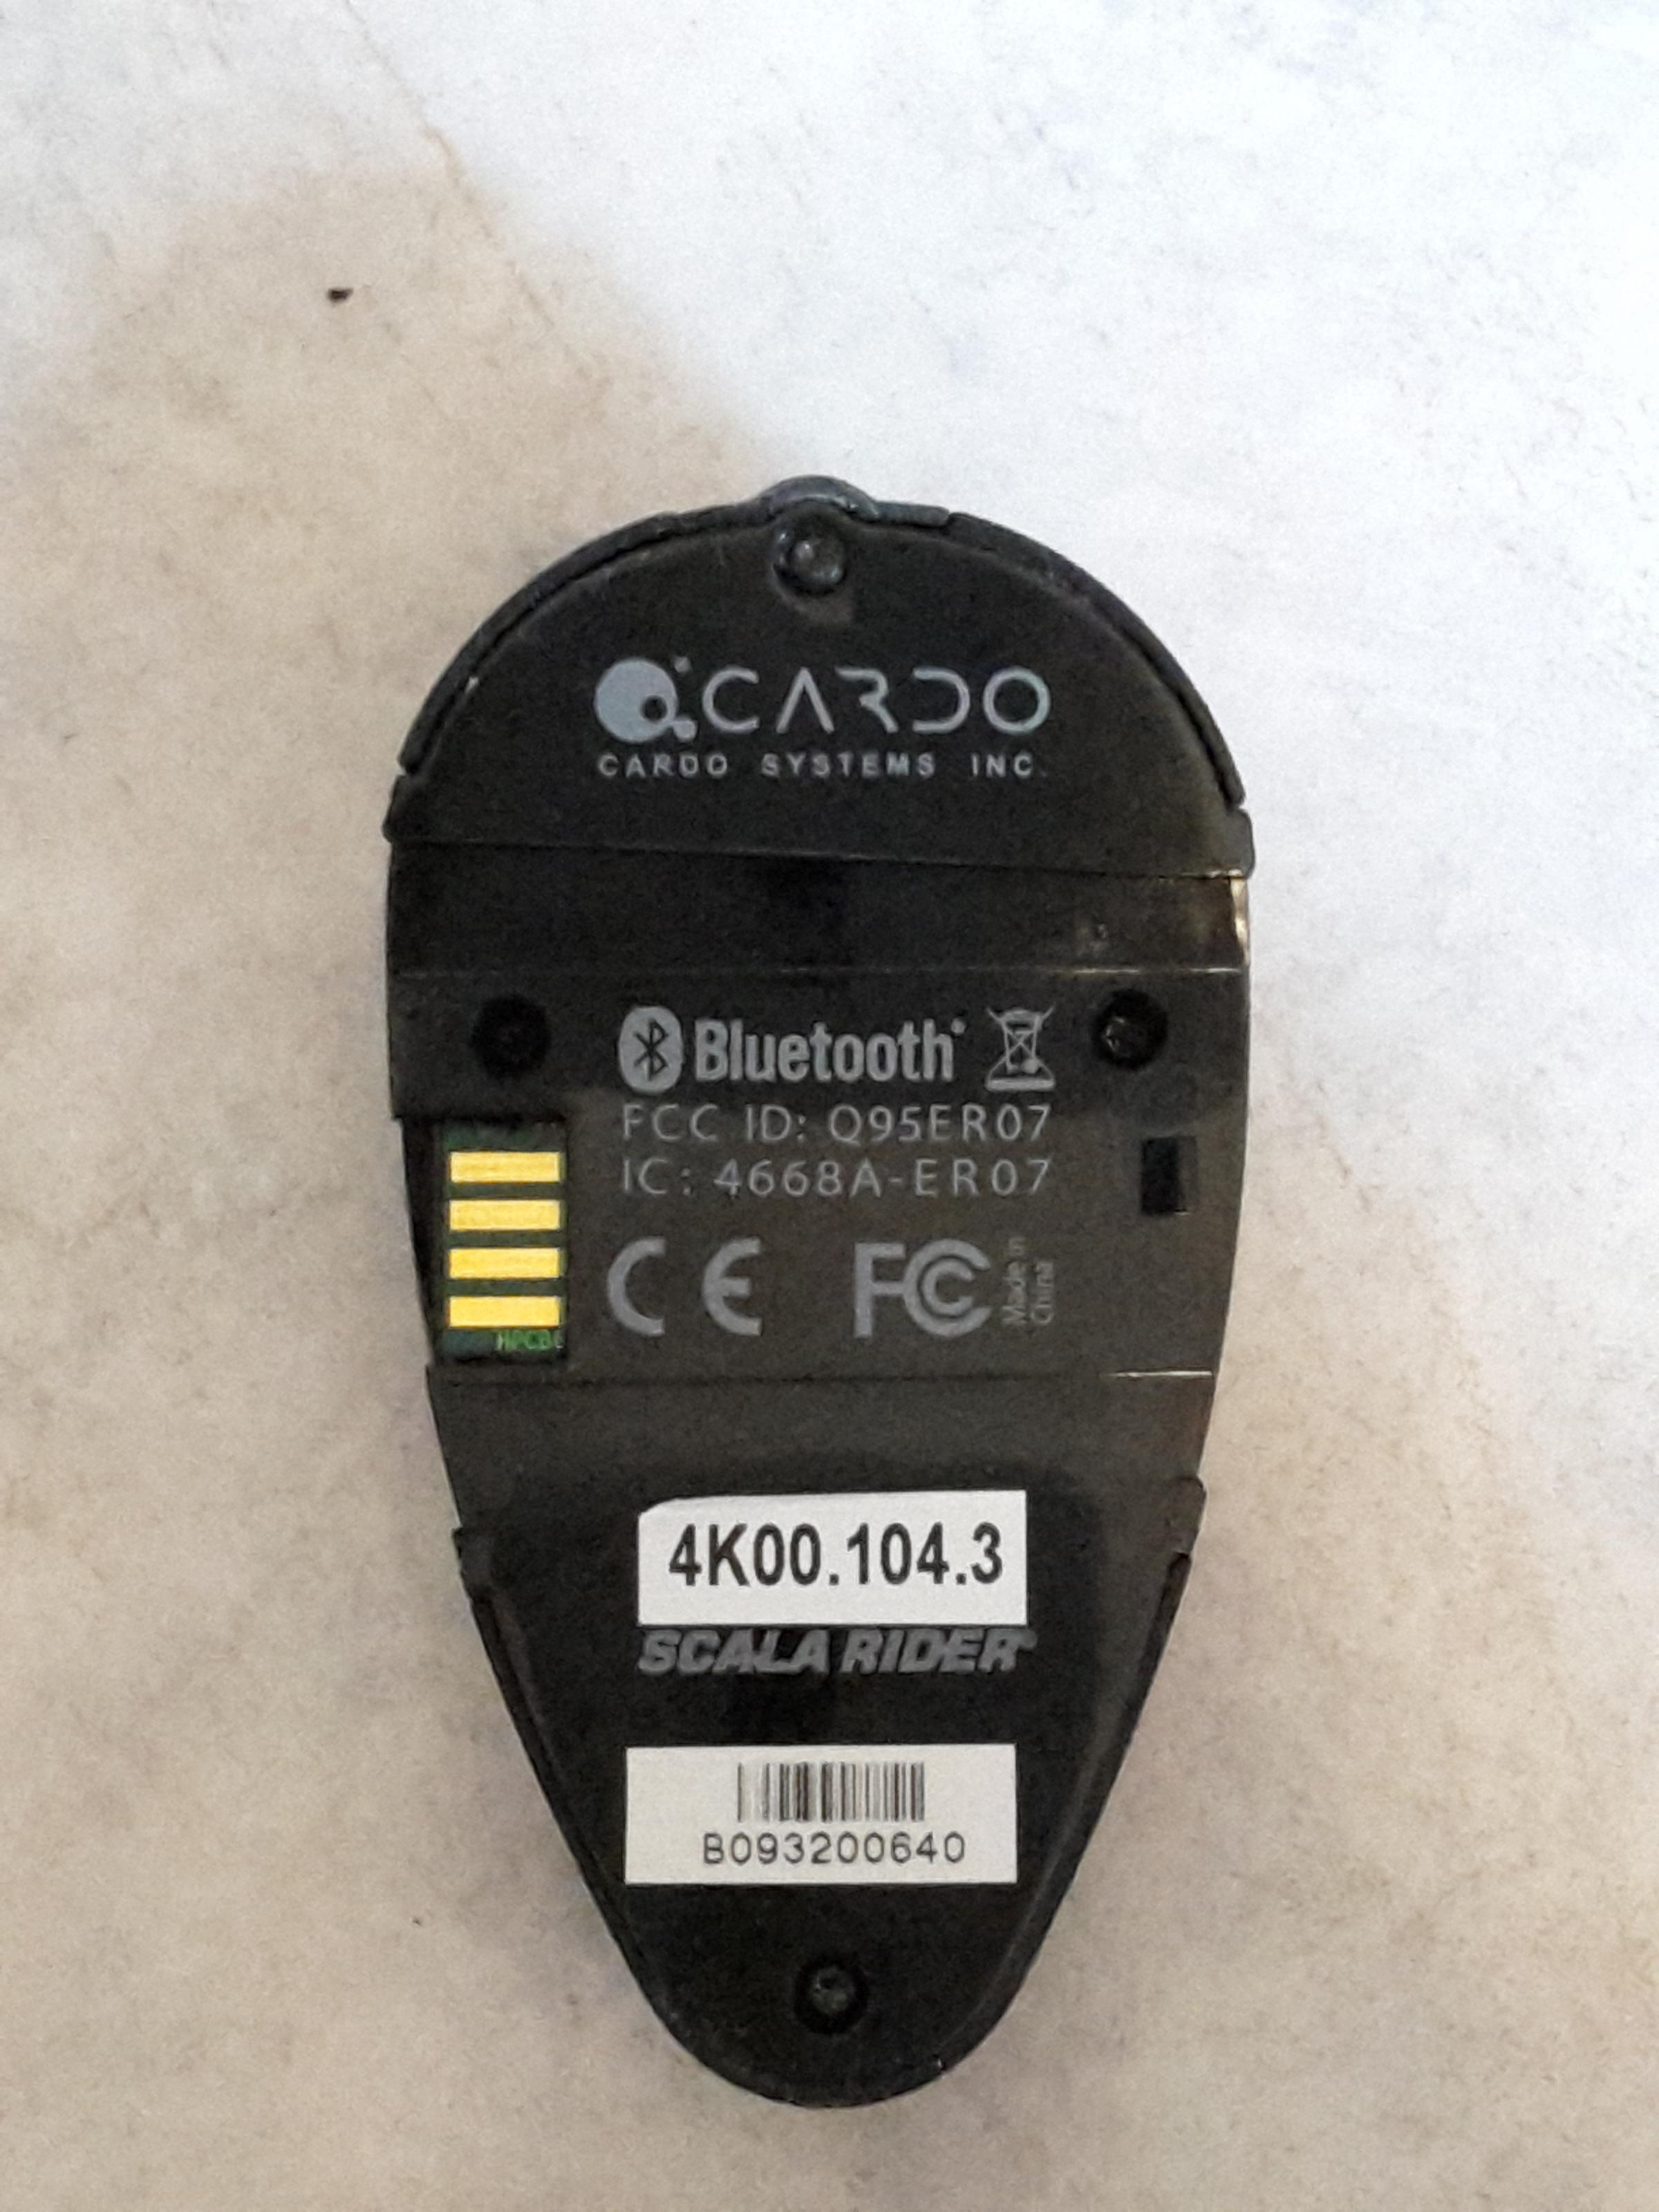 CARDO
CARDO SYSTEMS INC.
Bluetooth®
FCC ID: Q95ER07
IC: 4668A-ER07
CE FC Made in
China
HPCB
4K00.104.3
SCALA RIDER®
B093200640